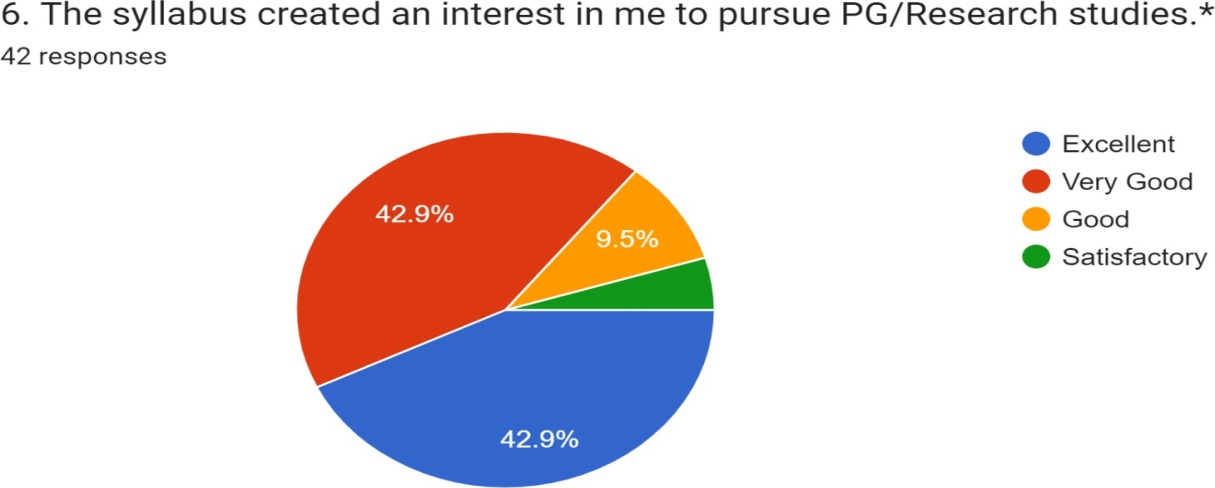 6. The syllabus created an interest in me to pursue PG/Research studies.*
42 responses
Excellent
Very Good
Good
Satisfactory
42.9%
9.5%
42.9%